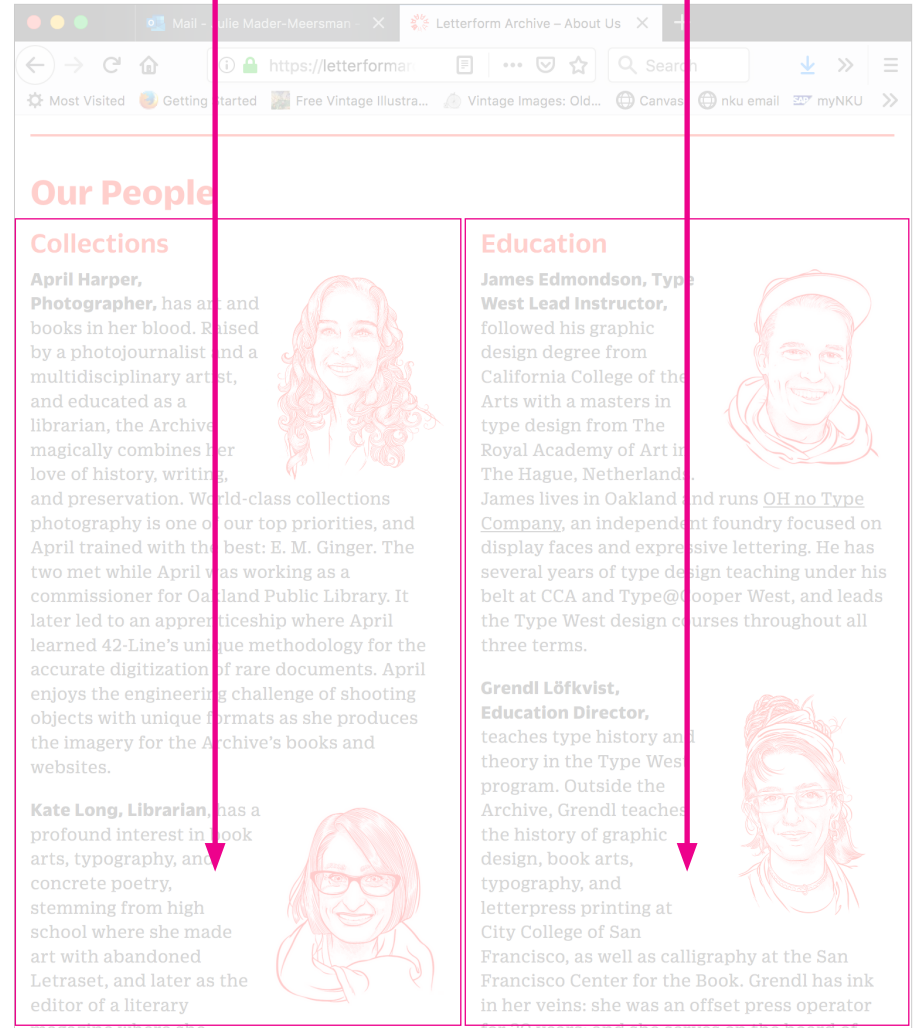 Mail - Julie Mader-Meersman -
Letterform Archive – About Us
https://letterformar
Search
Most Visited
Getting Started
Free Vintage Illustra...
Vintage Images: Old...
Canvas
nku email
myNKU
Our People
Collections
April Harper,
Photographer, has art and
books in her blood. Raised
by a photojournalist and a
multidisciplinary artist,
and educated as a
librarian, the Archive
magically combines her
love of history, writing,
and preservation. World-class collections
photography is one of our top priorities, and
April trained with the best: E. M. Ginger. The
two met while April was working as a
commissioner for Oakland Public Library. It
later led to an apprenticeship where April
learned 42-Line’s unique methodology for the
accurate digitization of rare documents. April
enjoys the engineering challenge of shooting
objects with unique formats as she produces
the imagery for the Archive’s books and
websites.
Kate Long, Librarian, has a
profound interest in book
arts, typography, and
concrete poetry,
stemming from high
school where she made
art with abandoned
Letraset, and later as the
editor of a literary
magazine where she
Education
James Edmondson, Type
West Lead Instructor,
followed his graphic
design degree from
California College of the
Arts with a masters in
type design from The
Royal Academy of Art in
The Hague, Netherlands.
James lives in Oakland and runs OH no Type
Company, an independent foundry focused on
display faces and expressive lettering. He has
several years of type design teaching under his
belt at CCA and Type@Cooper West, and leads
the Type West design courses throughout all
three terms.
Grendl Löfkvist,
Education Director,
teaches type history and
theory in the Type West
program. Outside the
Archive, Grendl teaches
the history of graphic
design, book arts,
typography, and
letterpress printing at
City College of San
Francisco, as well as calligraphy at the San
Francisco Center for the Book. Grendl has ink
in her veins: she was an offset press operator